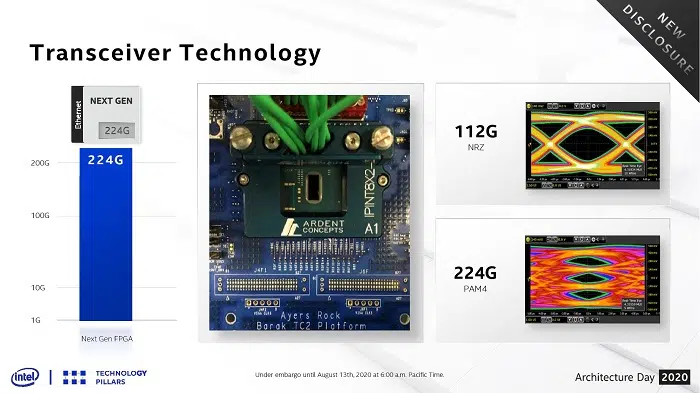 NEW
DISCLOSURE
Transceiver Technology
Ethernet
NEXT GEN
224G
224G
200G
100G
10G
1G
Next Gen FPGA
ARDENT
CONCEPTS
IPINT8X2-1
A1
Ayers Rock
Barak TC2 Platform
112G
NRZ
224G
PAM4
intel
TECHNOLOGY
PILLARS
Under embargo until August 13th, 2020 at 6:00 a.m. Pacific Time.
Architecture Day 2020